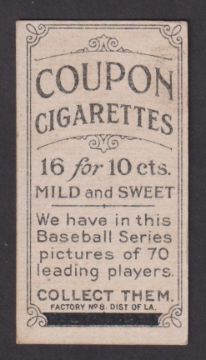 COUPON
CIGARETTES
16 for 10 cts.
MILD and SWEET
We have in this
Baseball Series
pictures of 70
leading players.
COLLECT THEM.
FACTORY No 8. DIST OF LA.